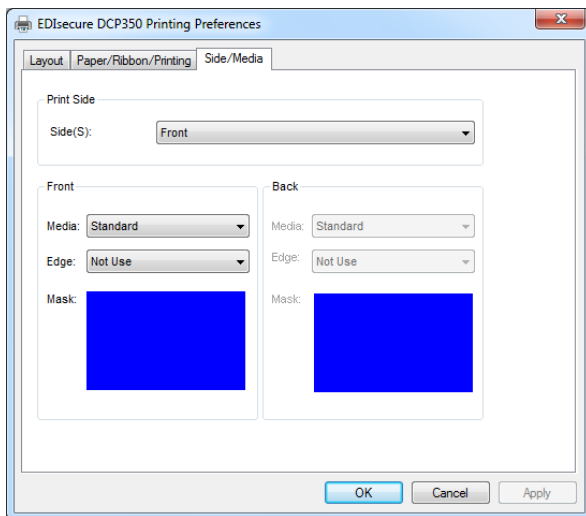 EDIsecure DCP350 Printing Preferences
Layout Paper/Ribbon/Printing Side/Media
Print Side
Side(S): Front
Front
Media: Standard
Edge: Not Use
Mask:
Back
Media: Standard
Edge: Not Use
Mask:
OK Cancel Apply